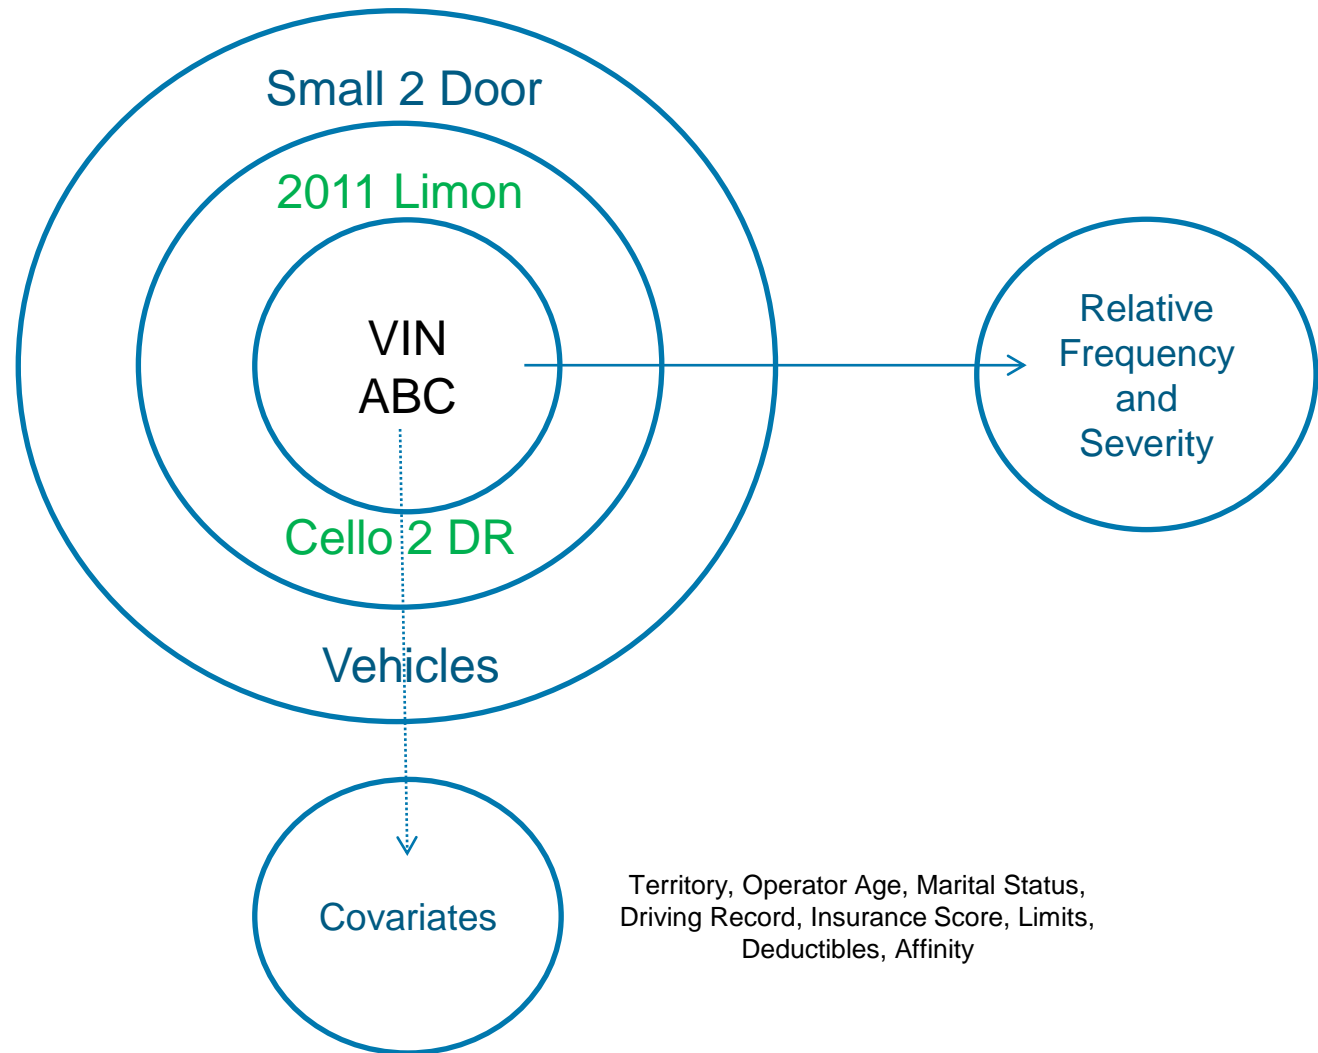 Small 2 Door
2011 Limon
VIN
ABC
Cello 2 DR
Vehicles
Relative
Frequency
and
Severity
Covariates
Territory, Operator Age, Marital Status,
Driving Record, Insurance Score, Limits,
Deductibles, Affinity